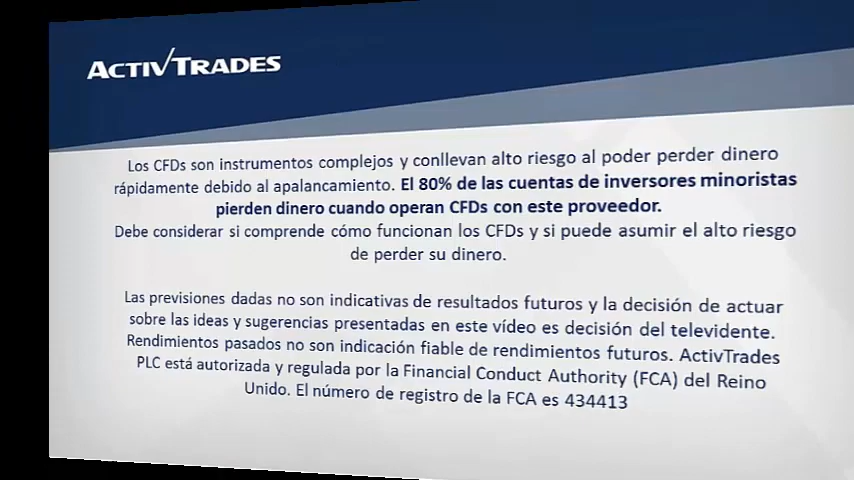 ACTIVTRADES
Los CFDs son instrumentos complejos y conllevan alto riesgo al poder perder dinero
rápidamente debido al apalancamiento. El 80% de las cuentas de inversores minoristas
pierden dinero cuando operan CFDs con este proveedor.
Debe considerar si comprende cómo funcionan los CFDs y si puede asumir el alto riesgo
de perder su dinero.
Las previsiones dadas no son indicativas de resultados futuros y la decisión de actuar
sobre las ideas y sugerencias presentadas en este vídeo es decisión del televidente.
Rendimientos pasados no son indicación fiable de rendimientos futuros. ActivTrades
PLC está autorizada y regulada por la Financial Conduct Authority (FCA) del Reino
Unido. El número de registro de la FCA es 434413